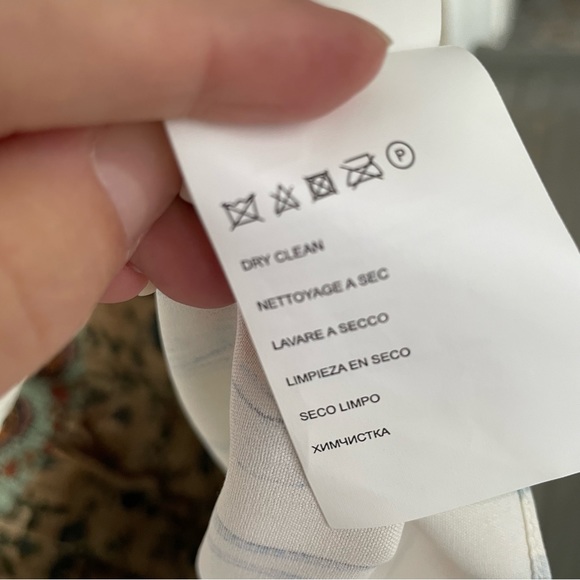 P
DRY CLEAN
NETTOYAGE A SEC
LAVARE A SECCO
LIMPIEZA EN SECO
SECO LIMPO
ХИМЧИСТКА